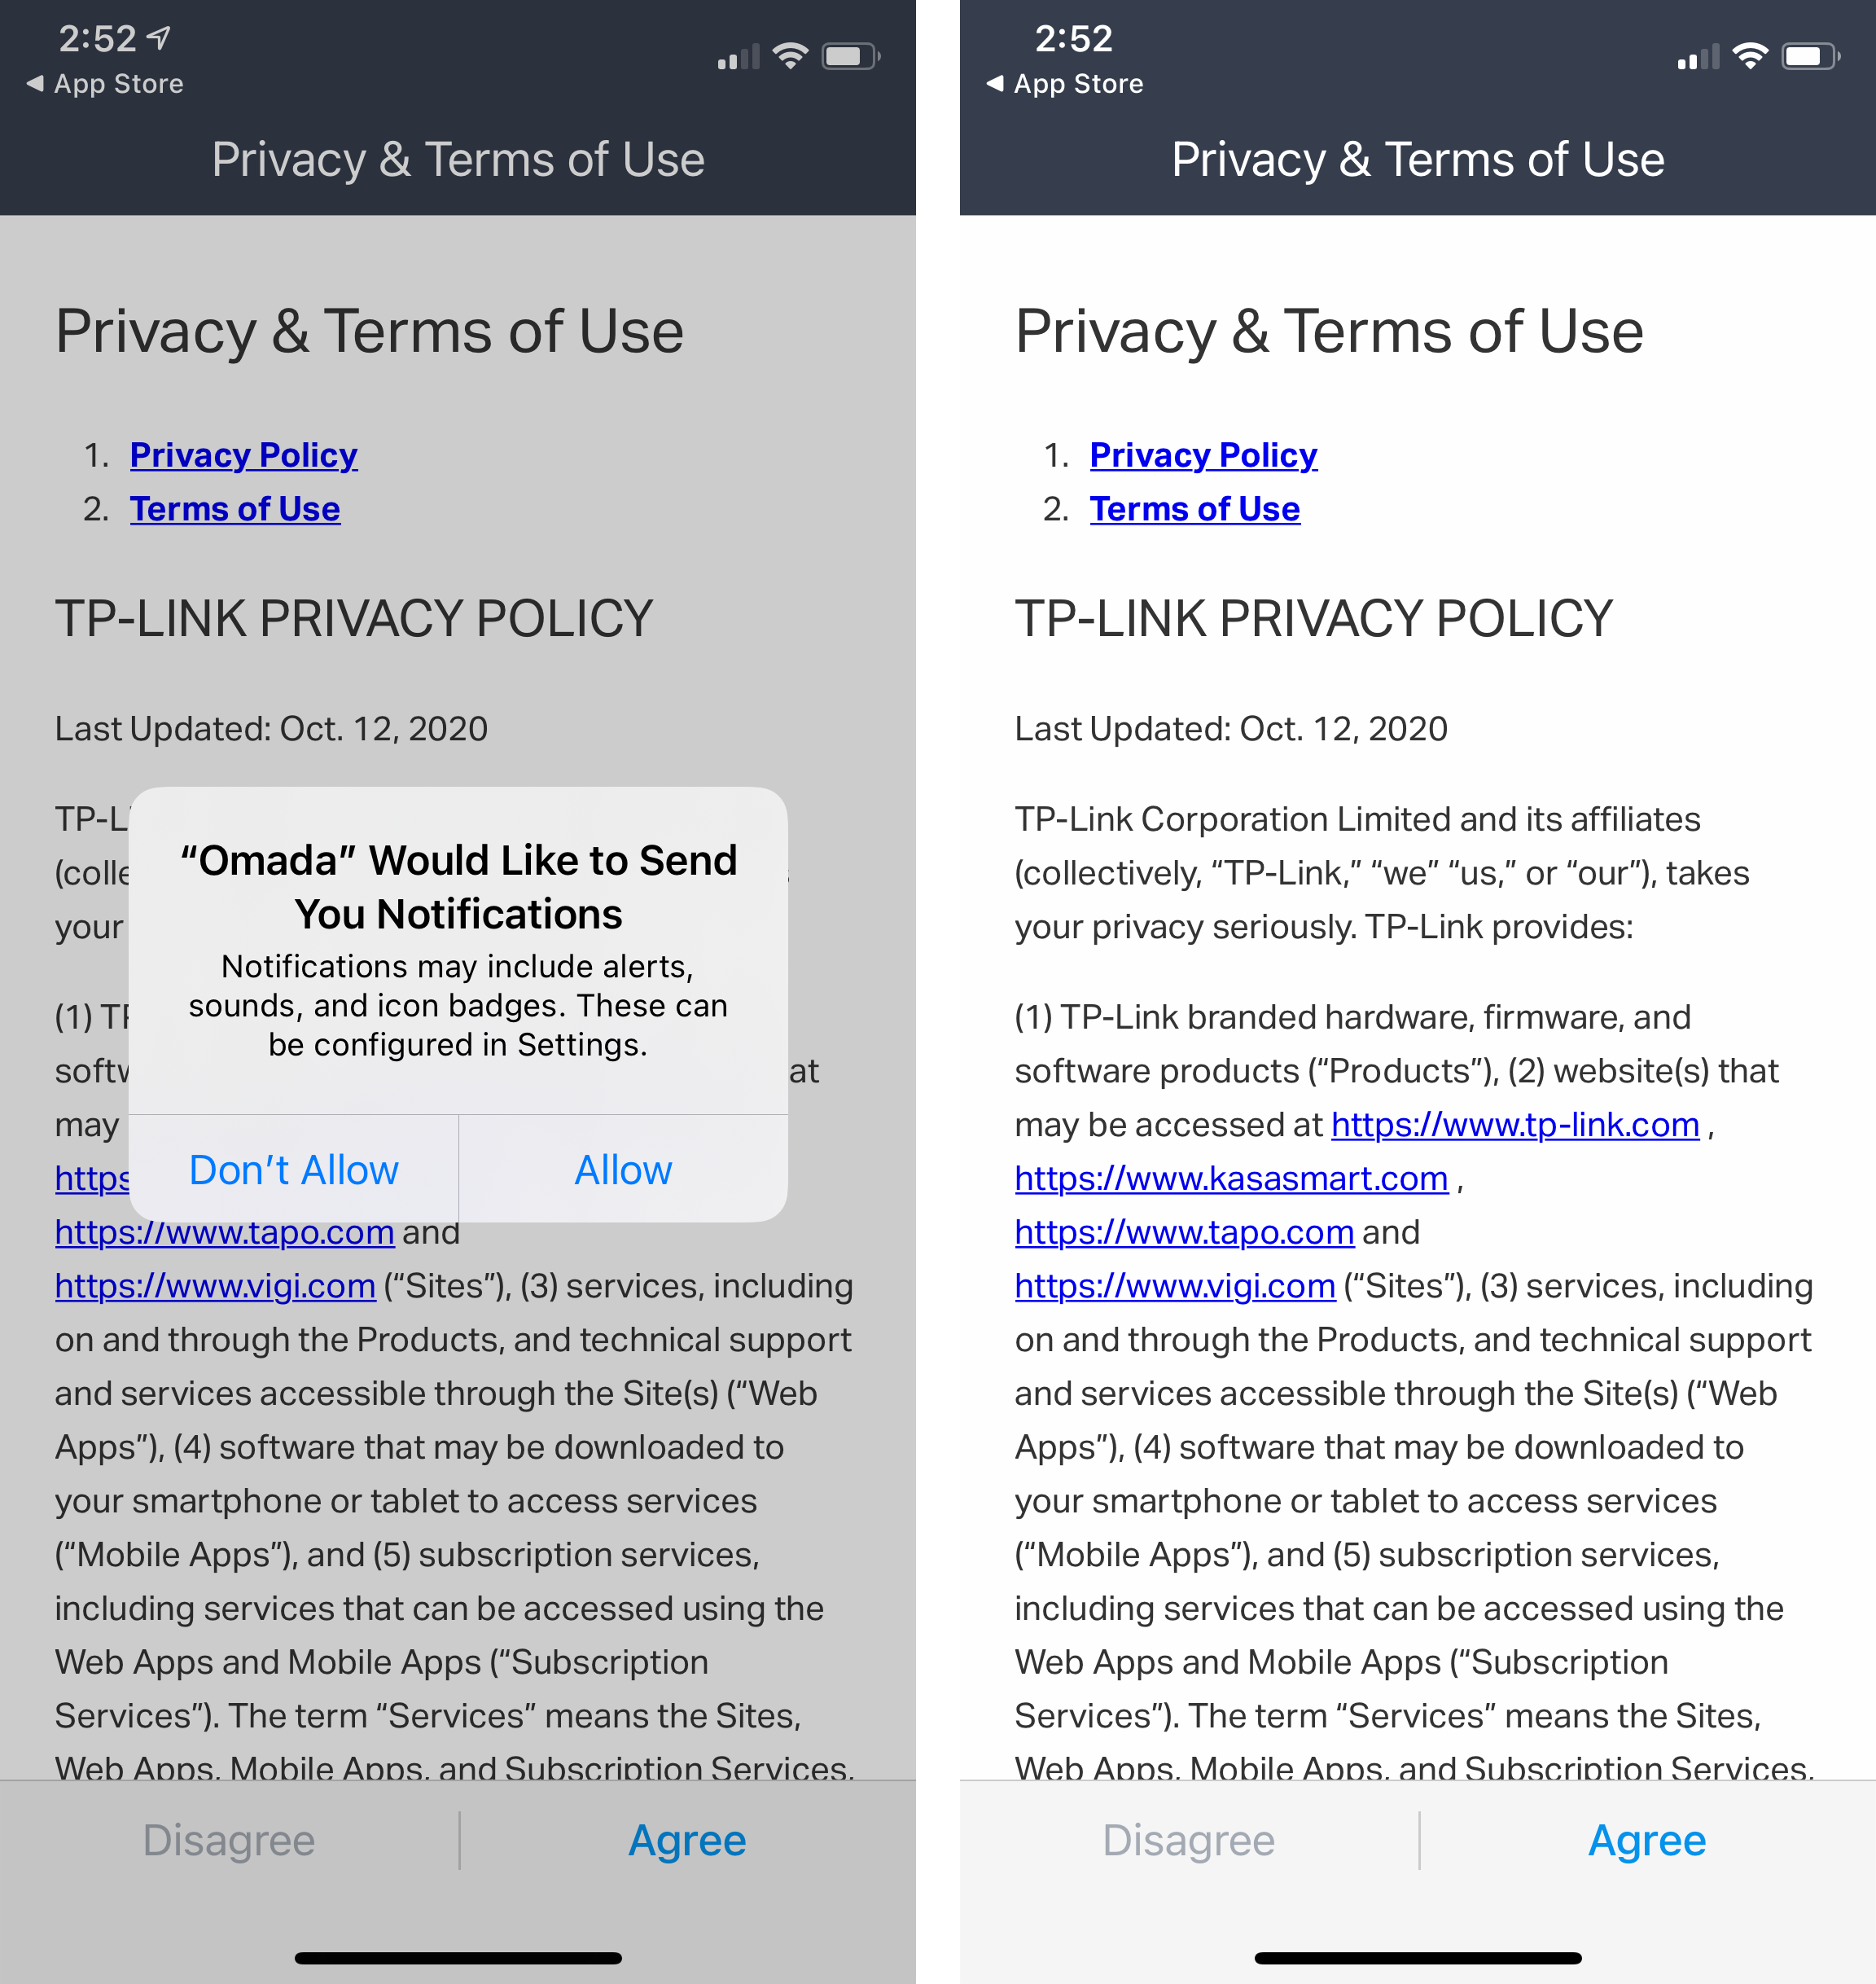 2:52
App Store
Privacy & Terms of Use
Privacy & Terms of Use
1. Privacy Policy
2. Terms of Use
TP-LINK PRIVACY POLICY
Last Updated: Oct. 12, 2020
TP-L
(colle
your
(1) TP
softw
at
may
https
“Omada” Would Like to Send
You Notifications
Notifications may include alerts,
sounds, and icon badges. These can
be configured in Settings.
Don’t Allow
Allow
https://www.tapo.com and
https://www.vigi.com (“Sites”), (3) services, including
on and through the Products, and technical support
and services accessible through the Site(s) (“Web
Apps”), (4) software that may be downloaded to
your smartphone or tablet to access services
(“Mobile Apps”), and (5) subscription services,
including services that can be accessed using the
Web Apps and Mobile Apps (“Subscription
Services”). The term “Services” means the Sites,
Web Apps, Mobile Apps, and Subscription Services.
Disagree
Agree
2:52
App Store
Privacy & Terms of Use
Privacy & Terms of Use
1. Privacy Policy
2. Terms of Use
TP-LINK PRIVACY POLICY
Last Updated: Oct. 12, 2020
TP-Link Corporation Limited and its affiliates
(collectively, “TP-Link,” “we” “us,” or “our”), takes
your privacy seriously. TP-Link provides:
(1) TP-Link branded hardware, firmware, and
software products (“Products”), (2) website(s) that
may be accessed at https://www.tp-link.com ,
https://www.kasasmart.com ,
https://www.tapo.com and
https://www.vigi.com (“Sites”), (3) services, including
on and through the Products, and technical support
and services accessible through the Site(s) (“Web
Apps”), (4) software that may be downloaded to
your smartphone or tablet to access services
(“Mobile Apps”), and (5) subscription services,
including services that can be accessed using the
Web Apps and Mobile Apps (“Subscription
Services”). The term “Services” means the Sites,
Web Apps, Mobile Apps, and Subscription Services.
Disagree
Agree